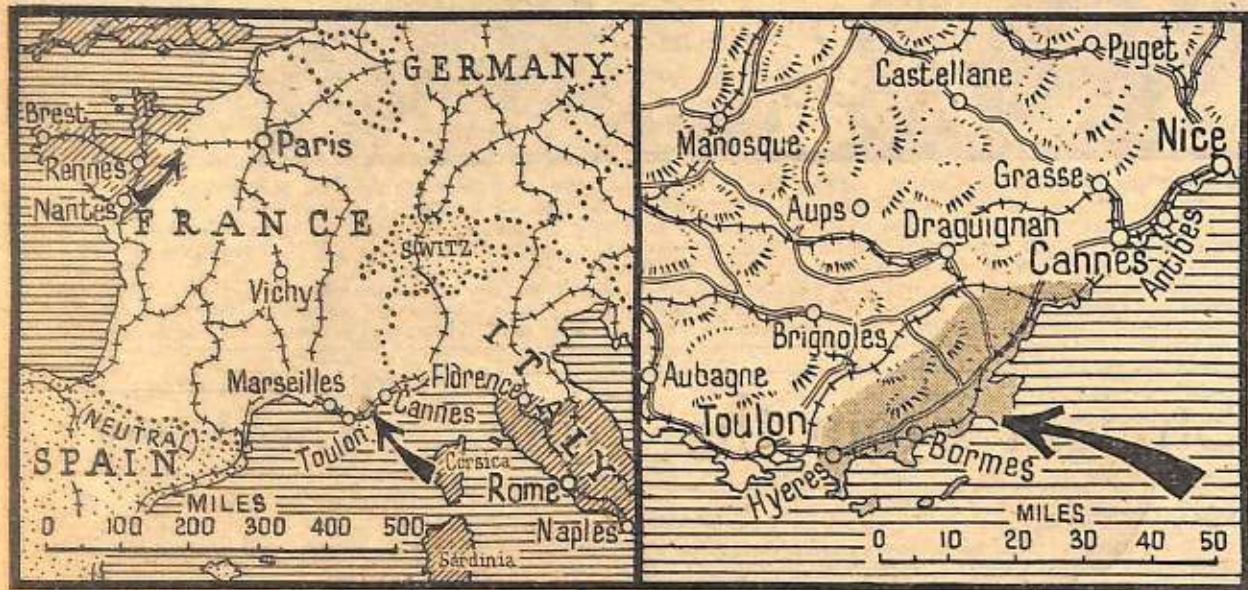 GERMANY
Brest
Paris
Rennes
Nantes
FRANCE
SWITZ
Vichy
ITALY
Marseilles
Florence
Cannes
Toulon
(NEUTRAL)
SPAIN
Corsica
Rome
Naples
MILES
0 100 200 300 400 500
Sardinia
Puget
Castellane
Manosque
Nice
Grasse
Aups
Draguignan
Cannes
Antibes
Brignoles
Aubagne
Toulon
Hyeres
Bormes
MILES
0 10 20 30 40 50